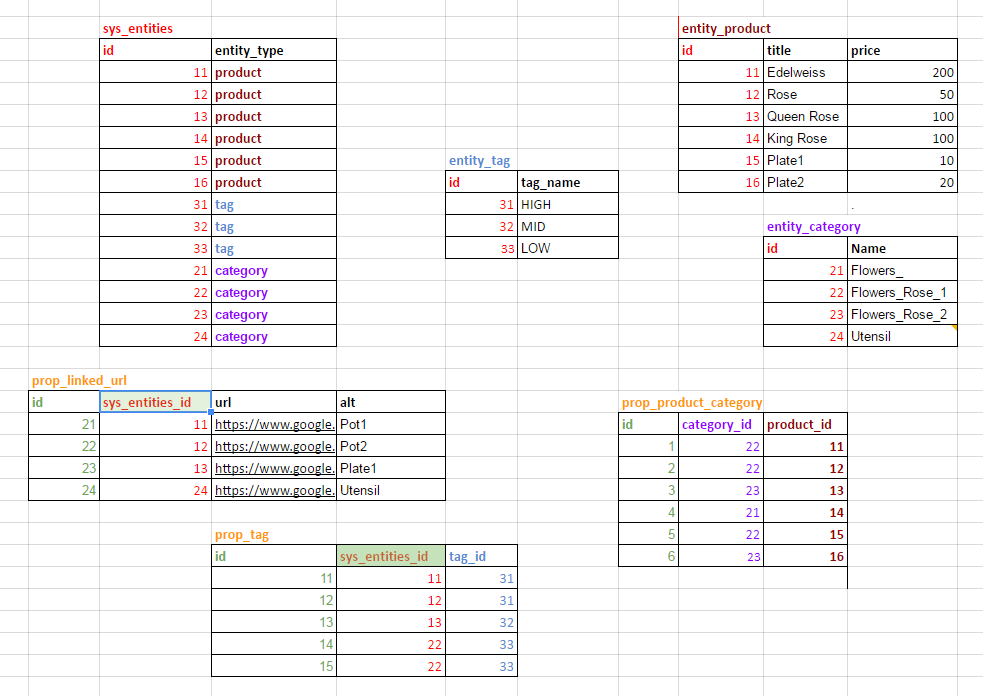 sys_entities
id entity_type
11 product
12 product
13 product
14 product
15 product
16 product
31 tag
32 tag
33 tag
21 category
22 category
23 category
24 category
entity_product
id title price
11 Edelweiss 200
12 Rose 50
13 Queen Rose 100
14 King Rose 100
15 Plate1 10
16 Plate2 20
.
entity_tag
id tag_name
31 HIGH
32 MID
33 LOW
entity_category
id Name
21 Flowers_
22 Flowers_Rose_1
23 Flowers_Rose_2
24 Utensil
prop_linked_url
id sys_entities_id url alt
21 11 https://www.google. Pot1
22 12 https://www.google. Pot2
23 13 https://www.google. Plate1
24 24 https://www.google. Utensil
prop_product_category
id category_id product_id
1 22 11
2 22 12
3 23 13
4 21 14
5 22 15
6 23 16
prop_tag
id sys_entities_id tag_id
11 11 31
12 12 31
13 13 32
14 22 33
15 22 33